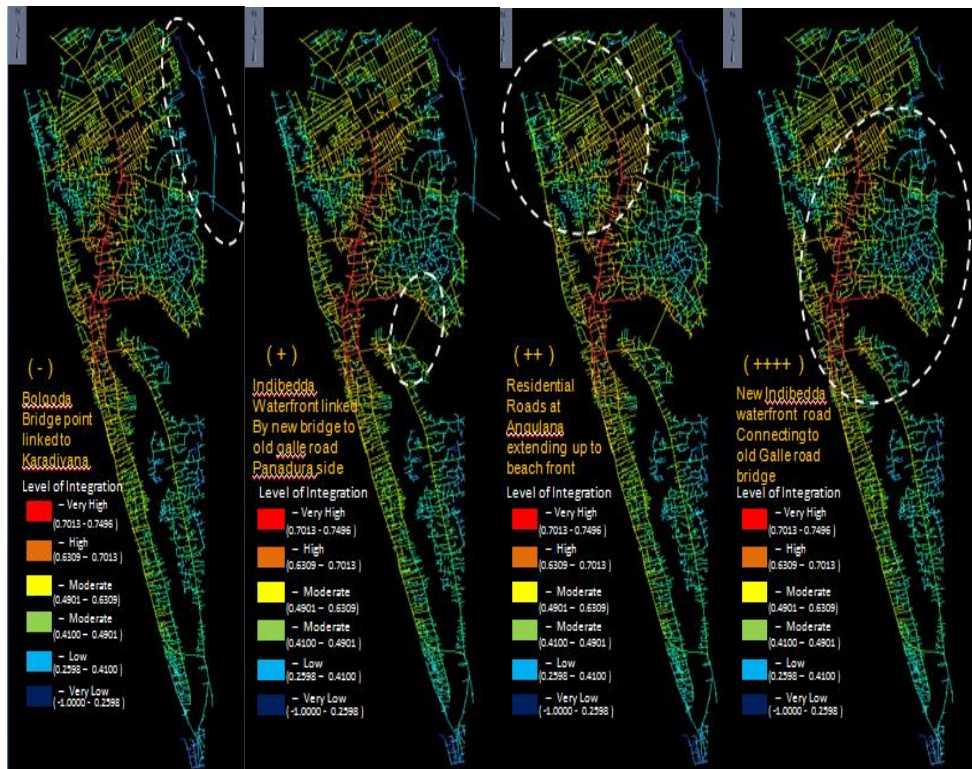 ( - )
Bolgoda
Bridge point
linked to
Karadiyana
Level of Integration
– Very High
(0.7013 - 0.7496 )
– High
(0.6309 – 0.7013)
– Moderate
(0.4901 – 0.6309)
– Moderate
(0.4100 – 0.4901)
– Low
(0.2598 – 0.4100)
– Very Low
(-1.0000 - 0.2598)
( + )
Indibedda
Waterfront linked
By new bridge to
old galle road
Panadura side
Level of Integration
– Very High
(0.7013 - 0.7496)
– High
(0.6309 – 0.7013)
– Moderate
(0.4901 – 0.6309)
– Moderate
(0.4100 – 0.4901)
– Low
(0.2598 – 0.4100)
– Very Low
( -1.0000 - 0.2598 )
( ++ )
Residential
Roads at
Angulana
extending up to
beach front
Level of Integration
– Very High
(0.7013 - 0.7496)
– High
(0.6309 – 0.7013)
– Moderate
(0.4901 – 0.6309)
– Moderate
(0.4100 – 0.4901)
– Low
(0.2598 – 0.4100)
– Very Low
( -1.0000 - 0.2598 )
( ++++ )
New Indibedda
waterfront road
Connecting to
old Galle road
bridge
Level of Integration
– Very High
(0.7013 - 0.7496)
– High
(0.6309 – 0.7013)
– Moderate
(0.4901 – 0.6309)
– Moderate
(0.4100 – 0.4901)
– Low
(0.2598 – 0.4100)
– Very Low
( -1.0000 - 0.2598 )